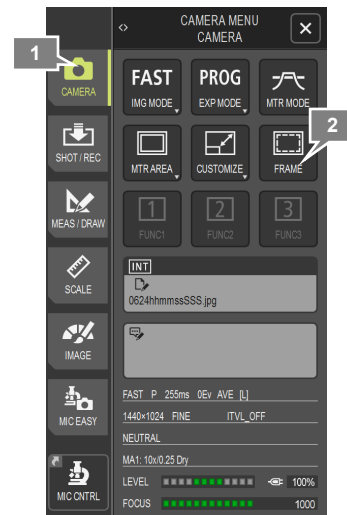 CAMERA MENU
CAMERA
1
CAMERA
FAST
IMG MODE
PROG
EXP MODE
MTR MODE
2
SHOT / REC
MTR AREA
CUSTOMIZE
FRAME
MEAS / DRAW
1
FUNC1
2
FUNC2
3
FUNC3
SCALE
INT
0624hhmmssSSS.jpg
IMAGE
MIC EASY
FAST P 255ms 0Ev AVE [L]
1440×1024 FINE ITVL_OFF
NEUTRAL
MA1: 10x/0.25 Dry
MIC CNTRL
LEVEL 100%
FOCUS 1000